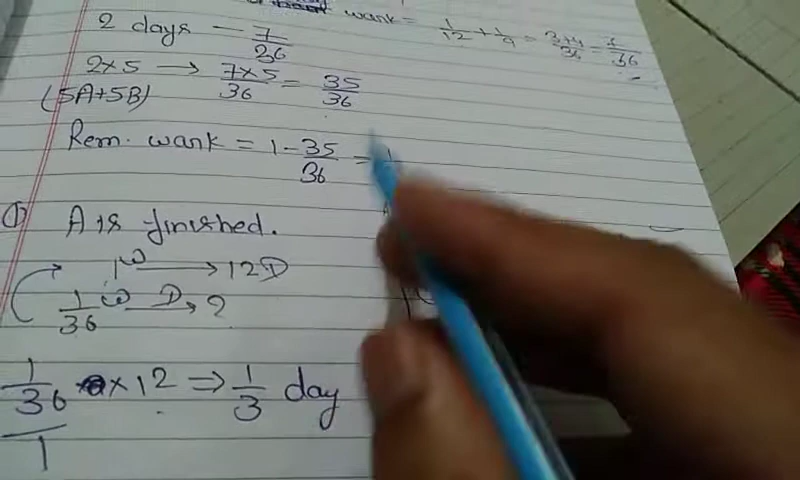 wank = 1/12 + 1/9 = 3+4/36 = 7/36
2 days — 7/36
2×5 → 7×5/36 = 35/36
(5A+5B)
Rem. wank = 1 - 35/36 = 1
① A is finished.
1w → 12D
1/36 w D → ?
1/36 × 12 ⇒ 1/3 day
1